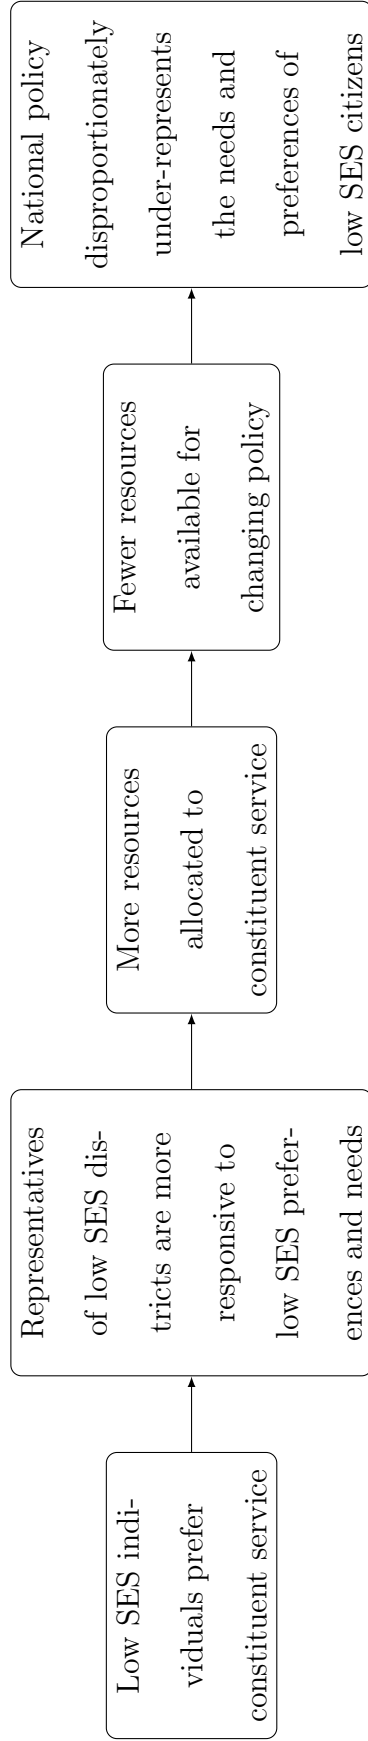 Low SES indi-
viduals prefer
constituent service
Representatives
of low SES dis-
tricts are more
responsive to
low SES prefer-
ences and needs
More resources
allocated to
constituent service
Fewer resources
available for
changing policy
National policy
disproportionately
under-represents
the needs and
preferences of
low SES citizens